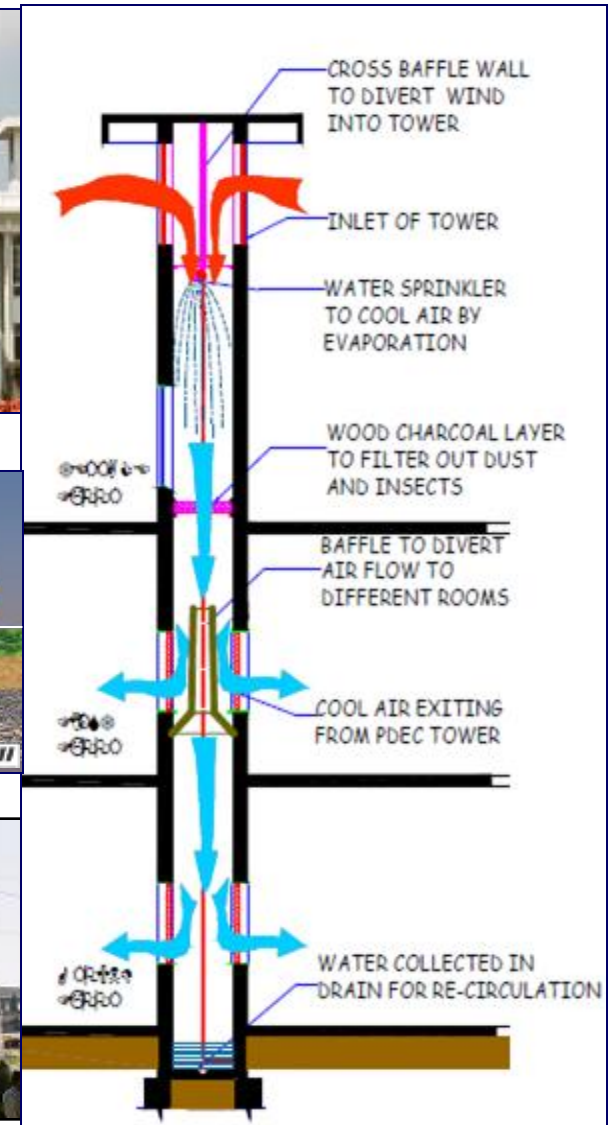 CROSS BAFFLE WALL
TO DIVERT WIND
INTO TOWER
INLET OF TOWER
WATER SPRINKLER
TO COOL AIR BY
EVAPORATION
WOOD CHARCOAL LAYER
TO FILTER OUT DUST
AND INSECTS
BAFFLE TO DIVERT
AIR FLOW TO
DIFFERENT ROOMS
COOL AIR EXITING
FROM PDEC TOWER
WATER COLLECTED IN
DRAIN FOR RE-CIRCULATION